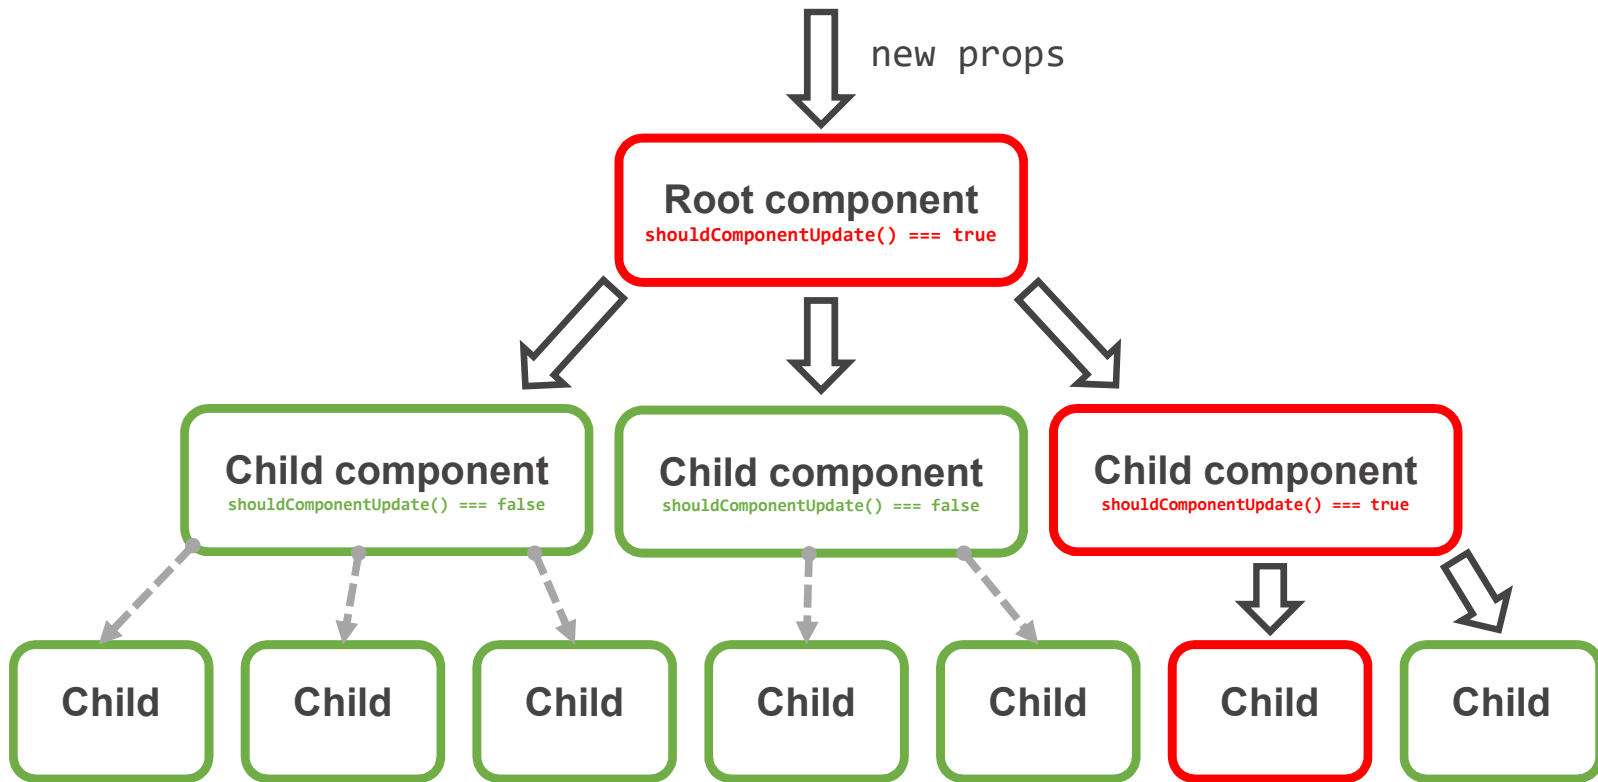 new props
Root component
shouldComponentUpdate() === true
Child component
shouldComponentUpdate() === false
Child component
shouldComponentUpdate() === false
Child component
shouldComponentUpdate() === true
Child
Child
Child
Child
Child
Child
Child